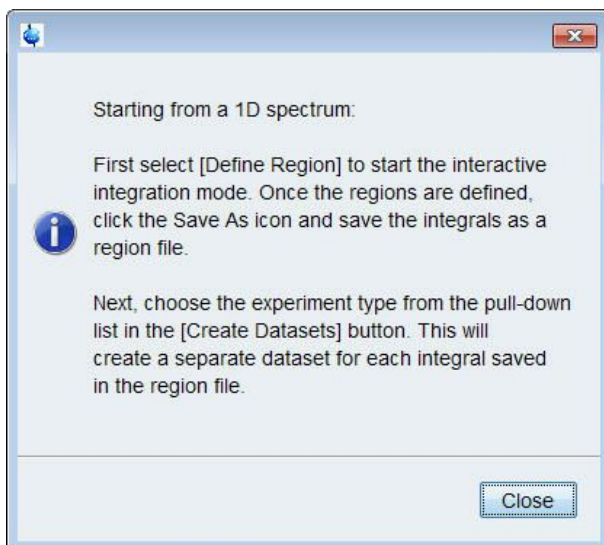 Starting from a 1D spectrum:
First select [Define Region] to start the interactive
integration mode. Once the regions are defined,
click the Save As icon and save the integrals as a
region file.
Next, choose the experiment type from the pull-down
list in the [Create Datasets] button. This will
create a separate dataset for each integral saved
in the region file.
Close